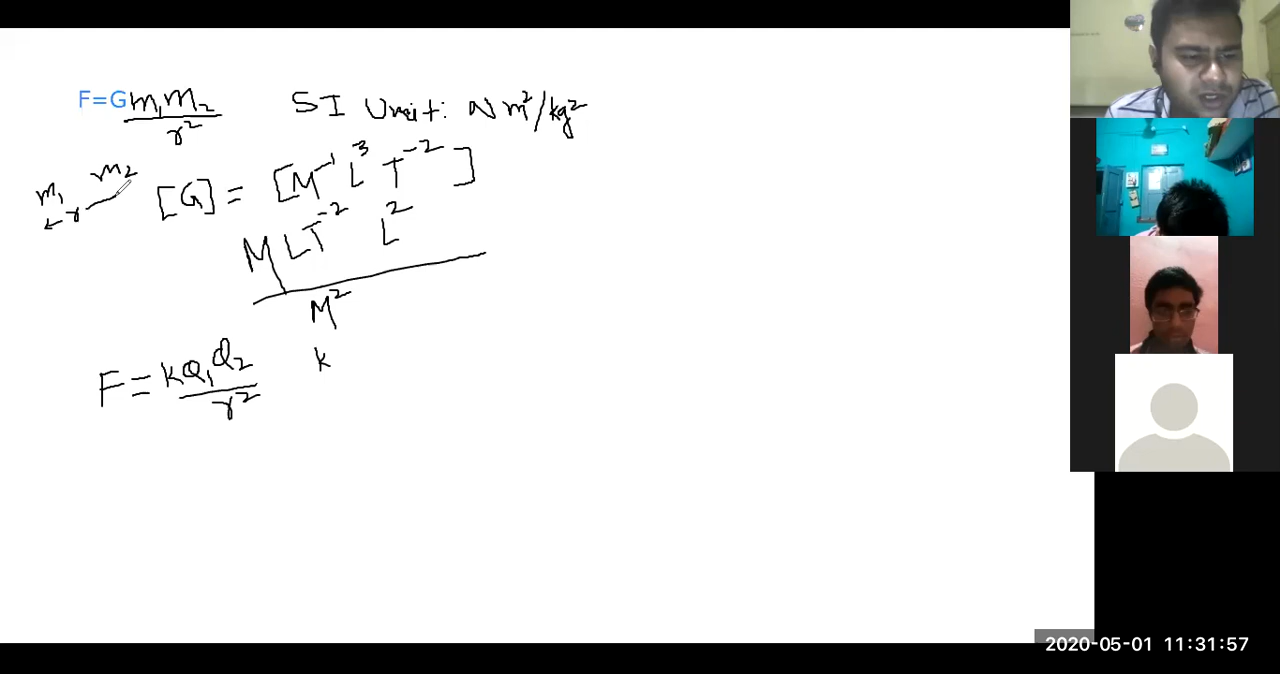 F=G m₁m₂ / r² SI Unit: N m²/kg²
m₁ r m₂ [G] = [M⁻¹ L³ T⁻²]
M L T⁻² L²
M²
F = kQ₁Q₂ / r² k
2020-05-01 11:31:57